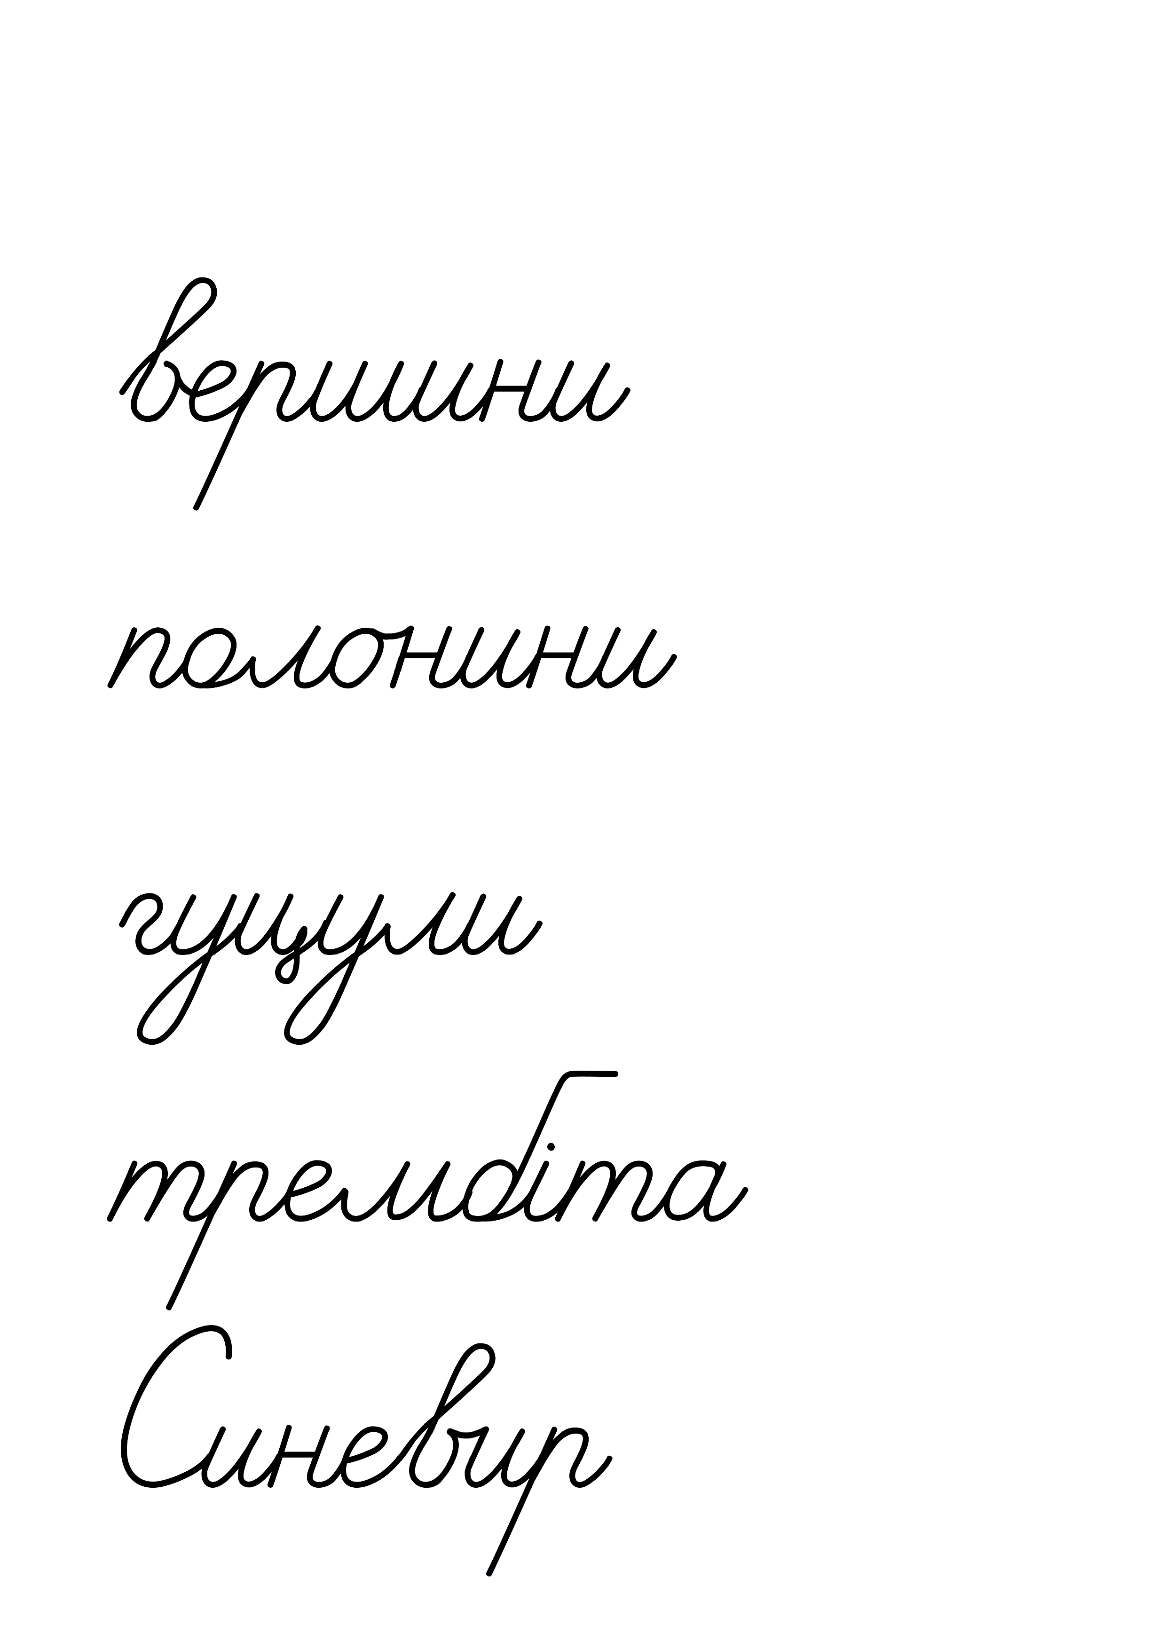 вершини
полонини
гуцули
трембіта
Синевир